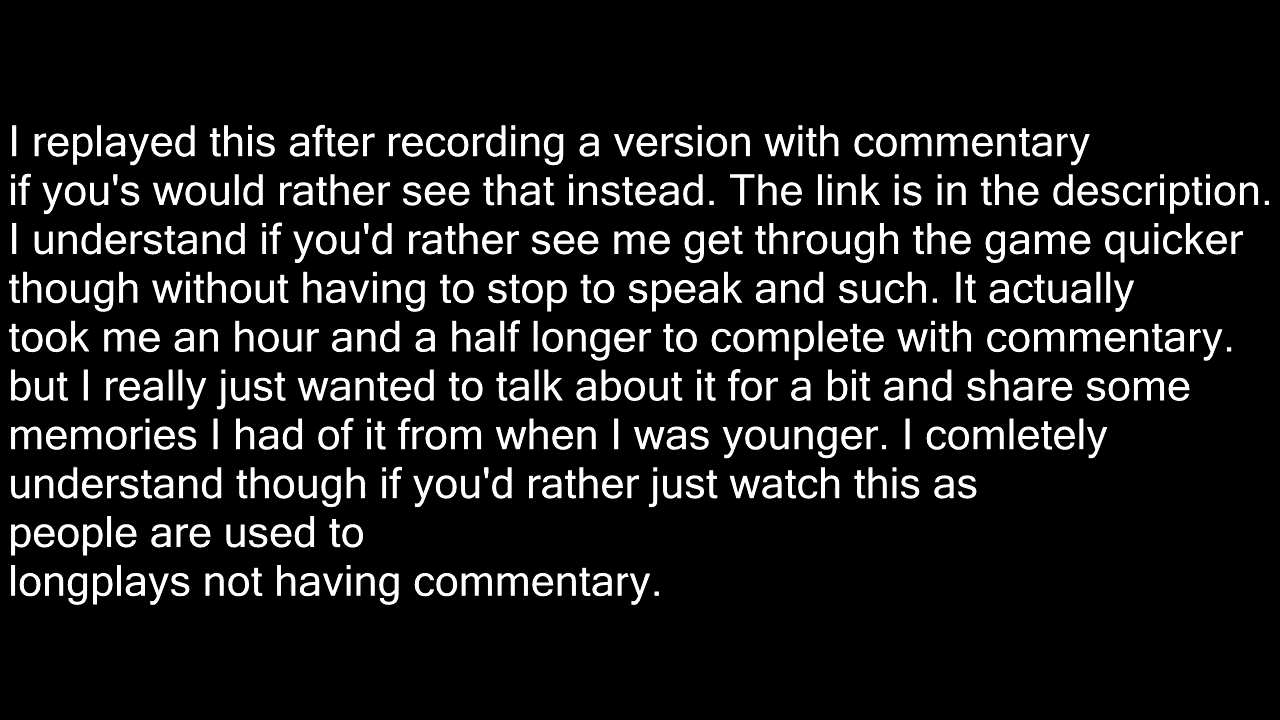 I replayed this after recording a version with commentary
if you's would rather see that instead. The link is in the description.
I understand if you'd rather see me get through the game quicker
though without having to stop to speak and such. It actually
took me an hour and a half longer to complete with commentary.
but I really just wanted to talk about it for a bit and share some
memories I had of it from when I was younger. I comletely
understand though if you'd rather just watch this as
people are used to
longplays not having commentary.